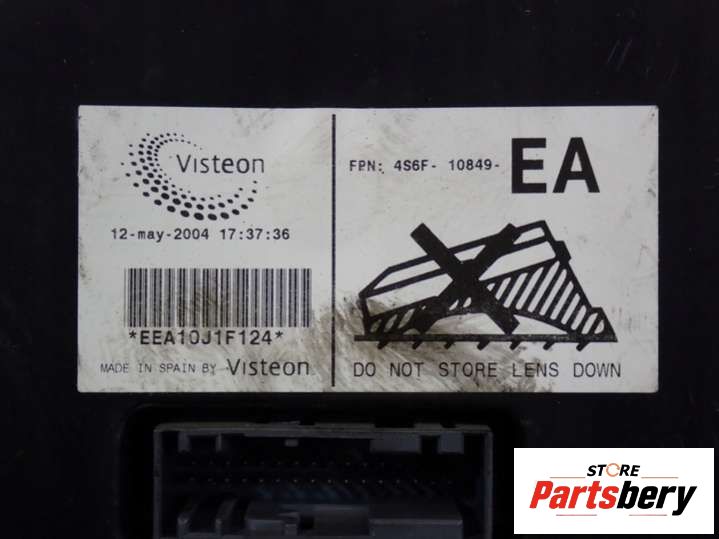 Visteon
12-may-2004 17:37:36
*EEA10J1F124*
MADE IN SPAIN BY Visteon
FPN: 4S6F- 10849- EA
DO NOT STORE LENS DOWN
STORE
Partsbery